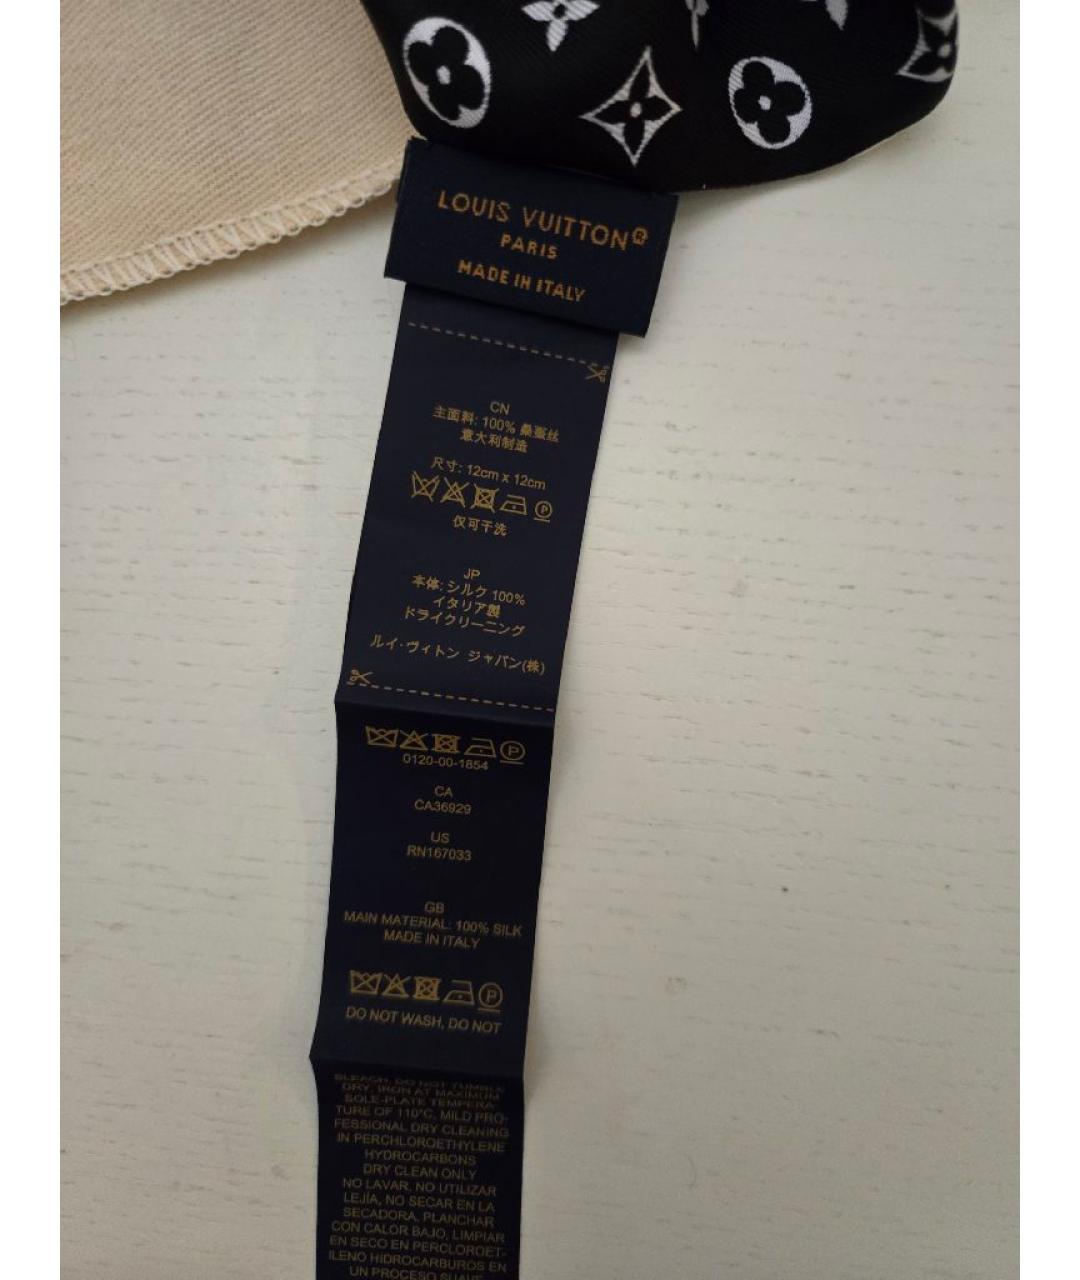 LOUIS VUITTON®
PARIS
MADE IN ITALY
CN
主面料: 100% 桑蚕丝
意大利制造
尺寸: 12cm x 12cm
P
仅可干洗
JP
本体: シルク 100%
イタリア製
ドライクリーニング
ルイ･ヴィトン ジャパン(株)
P
0120-00-1854
CA
CA36929
US
RN167033
GB
MAIN MATERIAL: 100% SILK
MADE IN ITALY
P
DO NOT WASH, DO NOT
BLEACH, DO NOT TUMBLE
DRY, IRON AT MAXIMUM
SOLE-PLATE TEMPERA
TURE OF 110°C, MILD PRO-
FESSIONAL DRY CLEANING
IN PERCHLOROETHYLENE
HYDROCARBONS
DRY CLEAN ONLY
NO LAVAR, NO UTILIZAR
LEJÍA, NO SECAR EN LA
SECADORA, PLANCHAR
CON CALOR BAJO, LIMPIAR
EN SECO EN PERCLOROET-
ILENO HIDROCARBUROS EN
UN PROCESO SUAVE